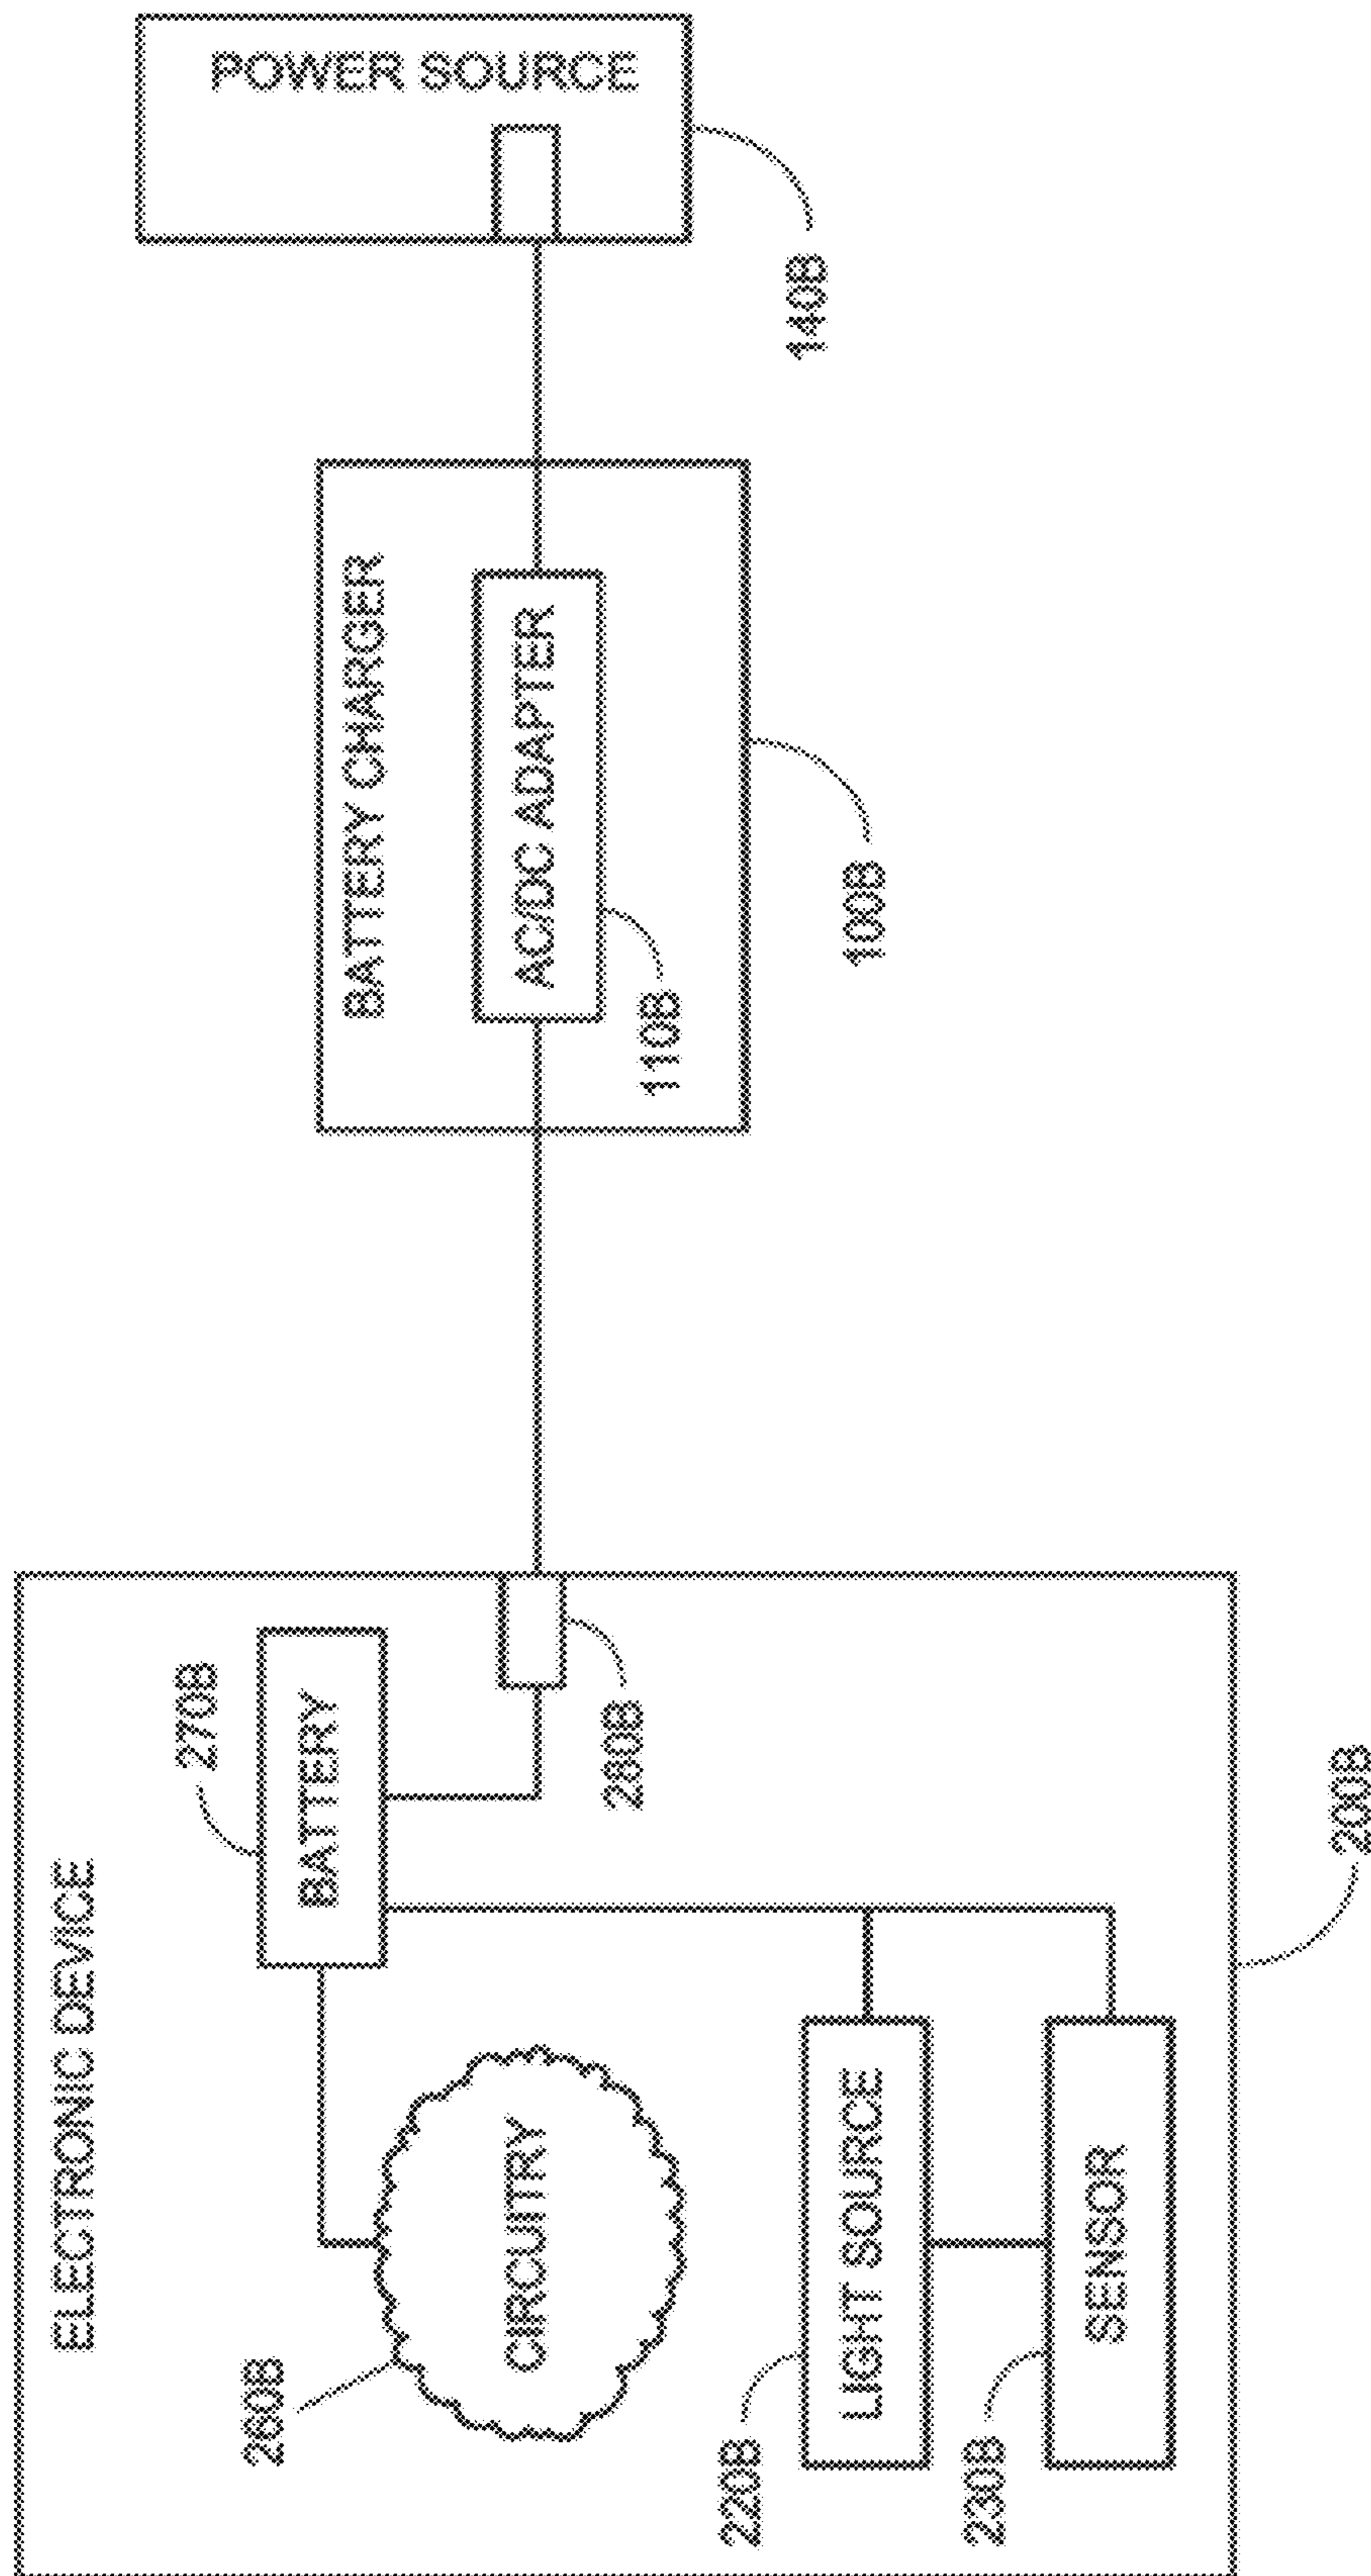 ELECTRONIC DEVICE
260B
CIRCUITRY
270B
BATTERY
280B
220B
LIGHT SOURCE
230B
SENSOR
200B
BATTERY CHARGER
AC/DC ADAPTER
110B
100B
POWER SOURCE
140B